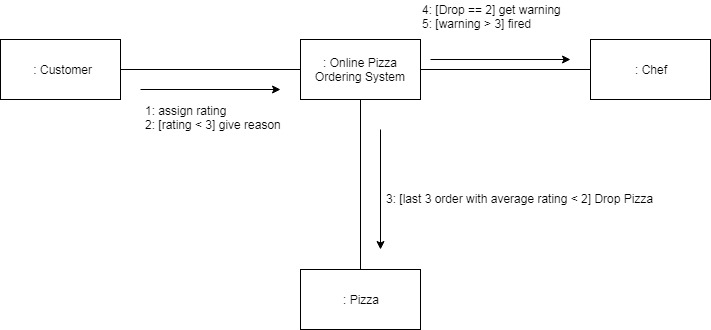 4: [Drop == 2] get warning
5: [warning > 3] fired
: Customer
: Online Pizza
Ordering System
: Chef
1: assign rating
2: [rating < 3] give reason
3: [last 3 order with average rating < 2] Drop Pizza
: Pizza